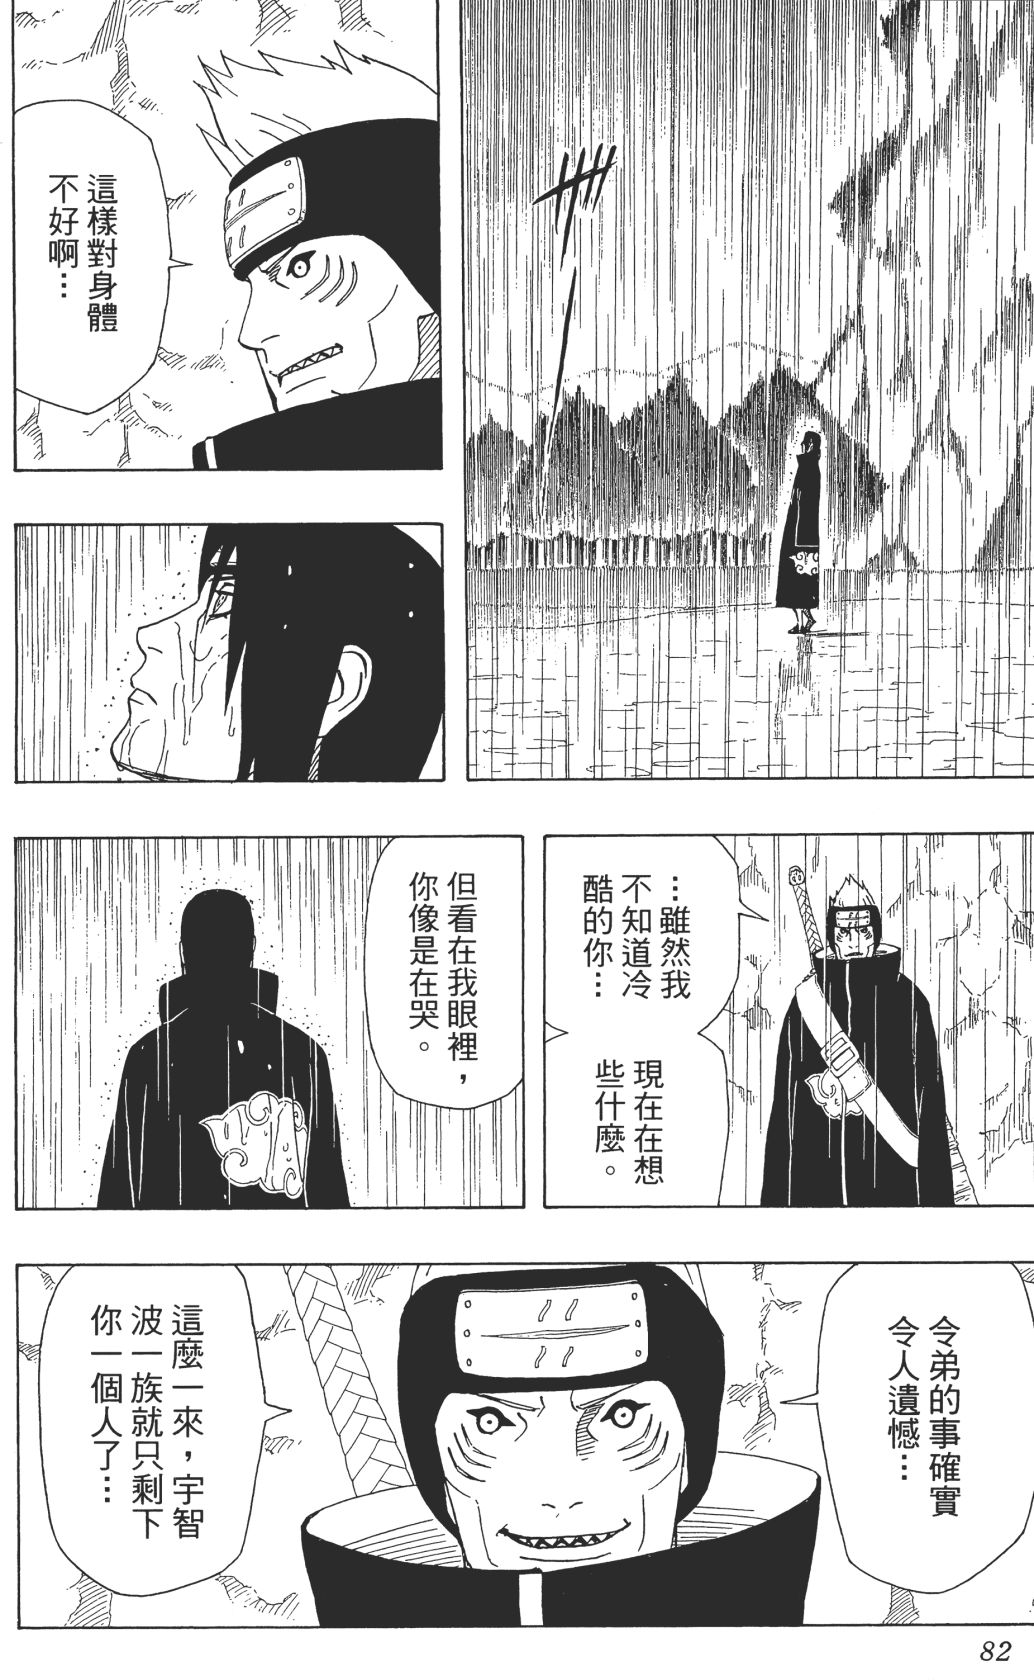 這樣對身體
不好啊…
…雖然我
不知道冷
酷的你…
現在在想
些什麼。
但看在我眼裡，
你像是在哭。
令弟的事確實
令人遺憾…
這麼一來，宇智
波一族就只剩下
你一個人了…
82